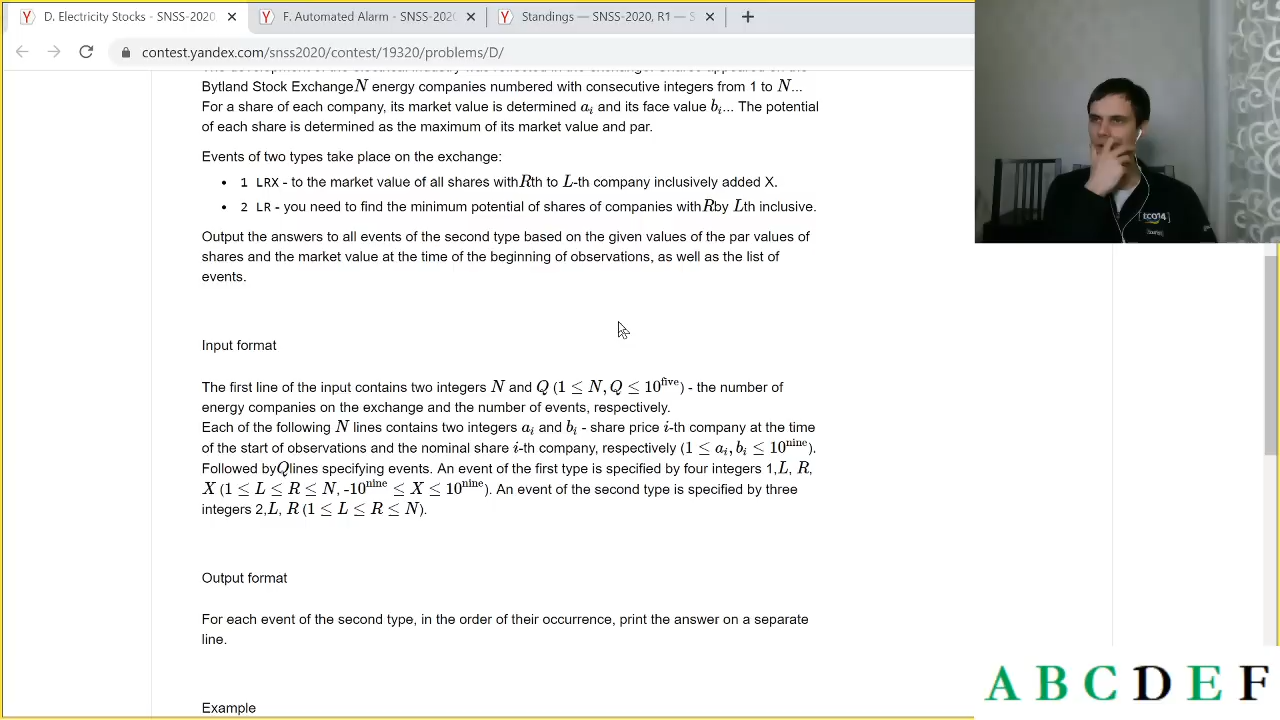 D. Electricity Stocks - SNSS-2020,
F. Automated Alarm - SNSS-202
Standings — SNSS-2020, R1 — S
contest.yandex.com/snss2020/contest/19320/problems/D/
Bytland Stock Exchange N energy companies numbered with consecutive integers from 1 to N...
For a share of each company, its market value is determined aᵢ and its face value bᵢ... The potential
of each share is determined as the maximum of its market value and par.
Events of two types take place on the exchange:
• 1 LRX - to the market value of all shares withRth to L-th company inclusively added X.
• 2 LR - you need to find the minimum potential of shares of companies withRby Lth inclusive.
Output the answers to all events of the second type based on the given values of the par values of
shares and the market value at the time of the beginning of observations, as well as the list of
events.
Input format
The first line of the input contains two integers N and Q (1 ≤ N, Q ≤ 10^five) - the number of
energy companies on the exchange and the number of events, respectively.
Each of the following N lines contains two integers aᵢ and bᵢ - share price i-th company at the time
of the start of observations and the nominal share i-th company, respectively (1 ≤ aᵢ, bᵢ ≤ 10^nine).
Followed byQlines specifying events. An event of the first type is specified by four integers 1,L, R,
X (1 ≤ L ≤ R ≤ N, -10^nine ≤ X ≤ 10^nine). An event of the second type is specified by three
integers 2,L, R (1 ≤ L ≤ R ≤ N).
Output format
For each event of the second type, in the order of their occurrence, print the answer on a separate
line.
Example
tco14
A B C D E F